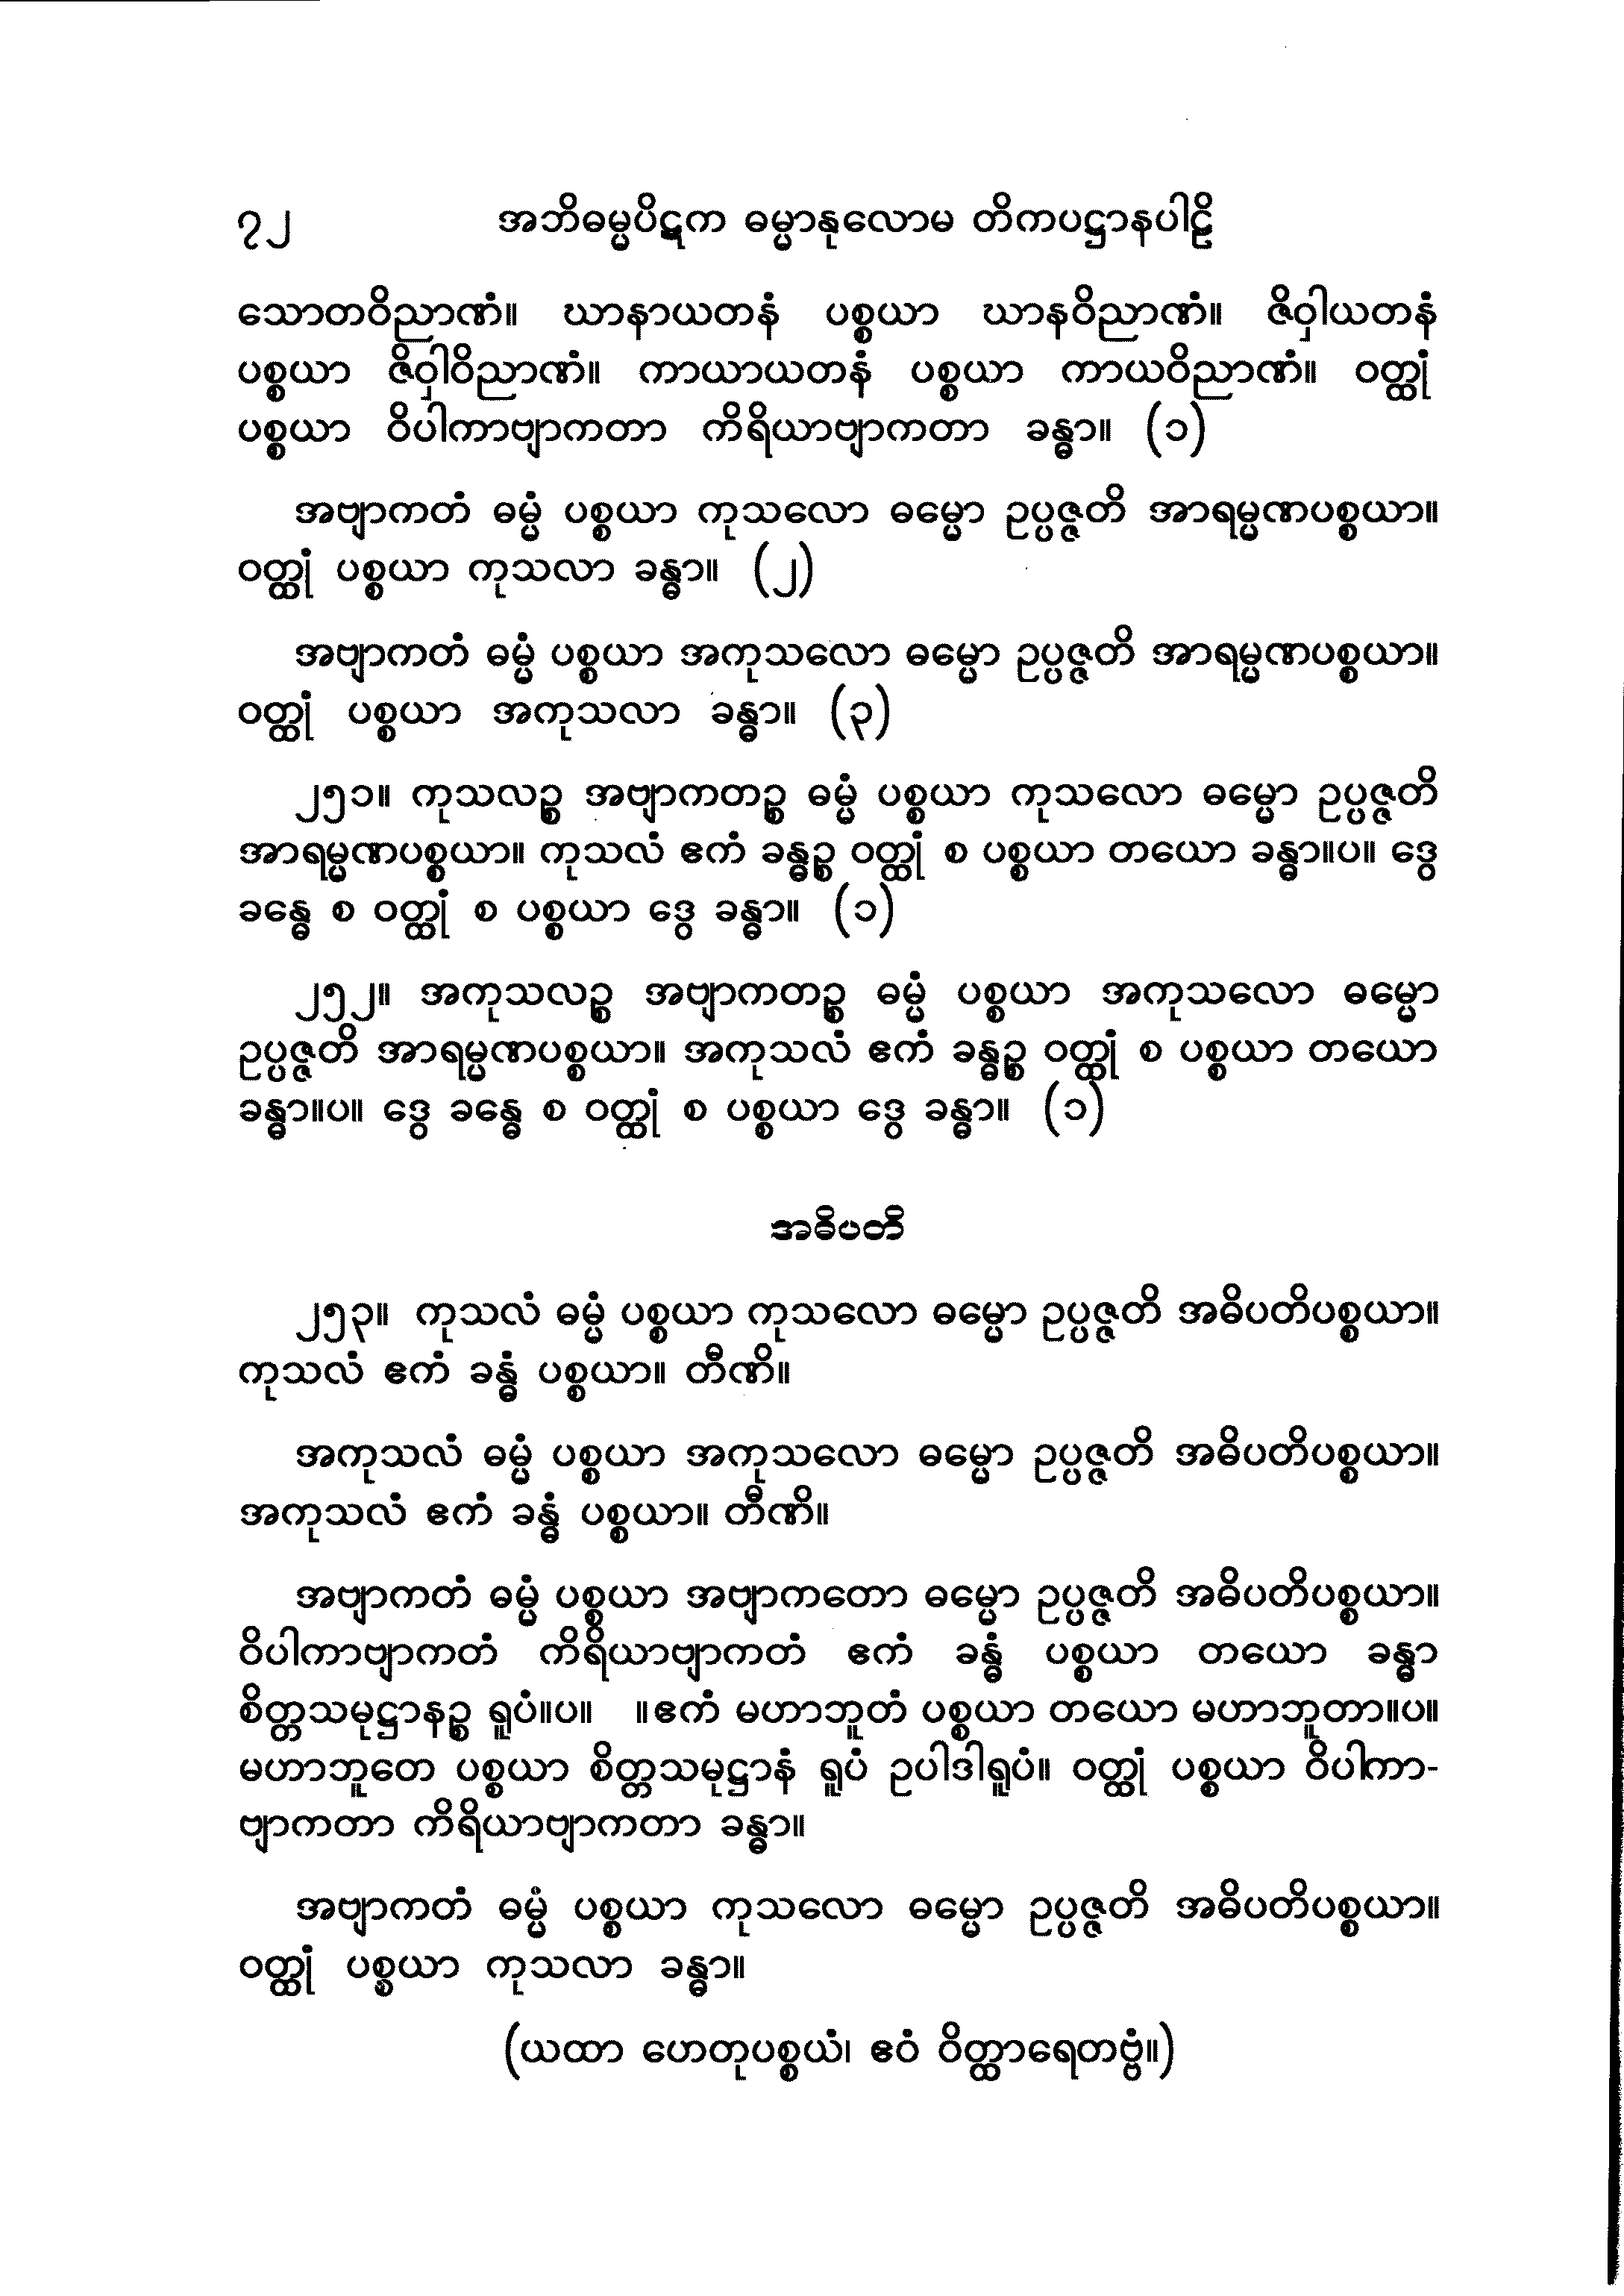 ၇၂ အဘိဓမ္မပိဋက ဓမ္မာနုလောမ တိကပဋ္ဌာနပါဠိ
သောတဝိညာဏံ။ ဃာနာယတနံ ပစ္စယာ ဃာနဝိညာဏံ။ ဇိဝှါယတနံ
ပစ္စယာ ဇိဝှါဝိညာဏံ။ ကာယာယတနံ ပစ္စယာ ကာယဝိညာဏံ။ ဝတ္ထုံ
ပစ္စယာ ဝိပါကာဗျာကတာ ကိရိယာဗျာကတာ ခန္ဓာ။ (၁)
အဗျာကတံ ဓမ္မံ ပစ္စယာ ကုသလော ဓမ္မော ဥပ္ပဇ္ဇတိ အာရမ္မဏပစ္စယာ။
ဝတ္ထုံ ပစ္စယာ ကုသလာ ခန္ဓာ။ (၂)
အဗျာကတံ ဓမ္မံ ပစ္စယာ အကုသလော ဓမ္မော ဥပ္ပဇ္ဇတိ အာရမ္မဏပစ္စယာ။
ဝတ္ထုံ ပစ္စယာ အကုသလာ ခန္ဓာ။ (၃)
၂၅၁။ ကုသလဉ္စ အဗျာကတဉ္စ ဓမ္မံ ပစ္စယာ ကုသလော ဓမ္မော ဥပ္ပဇ္ဇတိ
အာရမ္မဏပစ္စယာ။ ကုသလံ ဧကံ ခန္ဓဉ္စ ဝတ္ထုံ စ ပစ္စယာ တယော ခန္ဓာ။ပ။ ဒွေ
ခန္ဓေ စ ဝတ္ထုံ စ ပစ္စယာ ဒွေ ခန္ဓာ။ (၁)
၂၅၂။ အကုသလဉ္စ အဗျာကတဉ္စ ဓမ္မံ ပစ္စယာ အကုသလော ဓမ္မော
ဥပ္ပဇ္ဇတိ အာရမ္မဏပစ္စယာ။ အကုသလံ ဧကံ ခန္ဓဉ္စ ဝတ္ထုံ စ ပစ္စယာ တယော
ခန္ဓာ။ပ။ ဒွေ ခန္ဓေ စ ဝတ္ထုံ စ ပစ္စယာ ဒွေ ခန္ဓာ။ (၁)
အဓိပတိ
၂၅၃။ ကုသလံ ဓမ္မံ ပစ္စယာ ကုသလော ဓမ္မော ဥပ္ပဇ္ဇတိ အဓိပတိပစ္စယာ။
ကုသလံ ဧကံ ခန္ဓံ ပစ္စယာ။ တီဏိ။
အကုသလံ ဓမ္မံ ပစ္စယာ အကုသလော ဓမ္မော ဥပ္ပဇ္ဇတိ အဓိပတိပစ္စယာ။
အကုသလံ ဧကံ ခန္ဓံ ပစ္စယာ။ တီဏိ။
အဗျာကတံ ဓမ္မံ ပစ္စယာ အဗျာကတော ဓမ္မော ဥပ္ပဇ္ဇတိ အဓိပတိပစ္စယာ။
ဝိပါကာဗျာကတံ ကိရိယာဗျာကတံ ဧကံ ခန္ဓံ ပစ္စယာ တယော ခန္ဓာ
စိတ္တသမုဋ္ဌာနဉ္စ ရူပံ။ပ။ ။ဧကံ မဟာဘူတံ ပစ္စယာ တယော မဟာဘူတာ။ပ။
မဟာဘူတေ ပစ္စယာ စိတ္တသမုဋ္ဌာနံ ရူပံ ဥပါဒါရူပံ။ ဝတ္ထုံ ပစ္စယာ ဝိပါကာ-
ဗျာကတာ ကိရိယာဗျာကတာ ခန္ဓာ။
အဗျာကတံ ဓမ္မံ ပစ္စယာ ကုသလော ဓမ္မော ဥပ္ပဇ္ဇတိ အဓိပတိပစ္စယာ။
ဝတ္ထုံ ပစ္စယာ ကုသလာ ခန္ဓာ။
(ယထာ ဟေတုပစ္စယံ၊ ဧဝံ ဝိတ္ထာရေတဗ္ဗံ။)